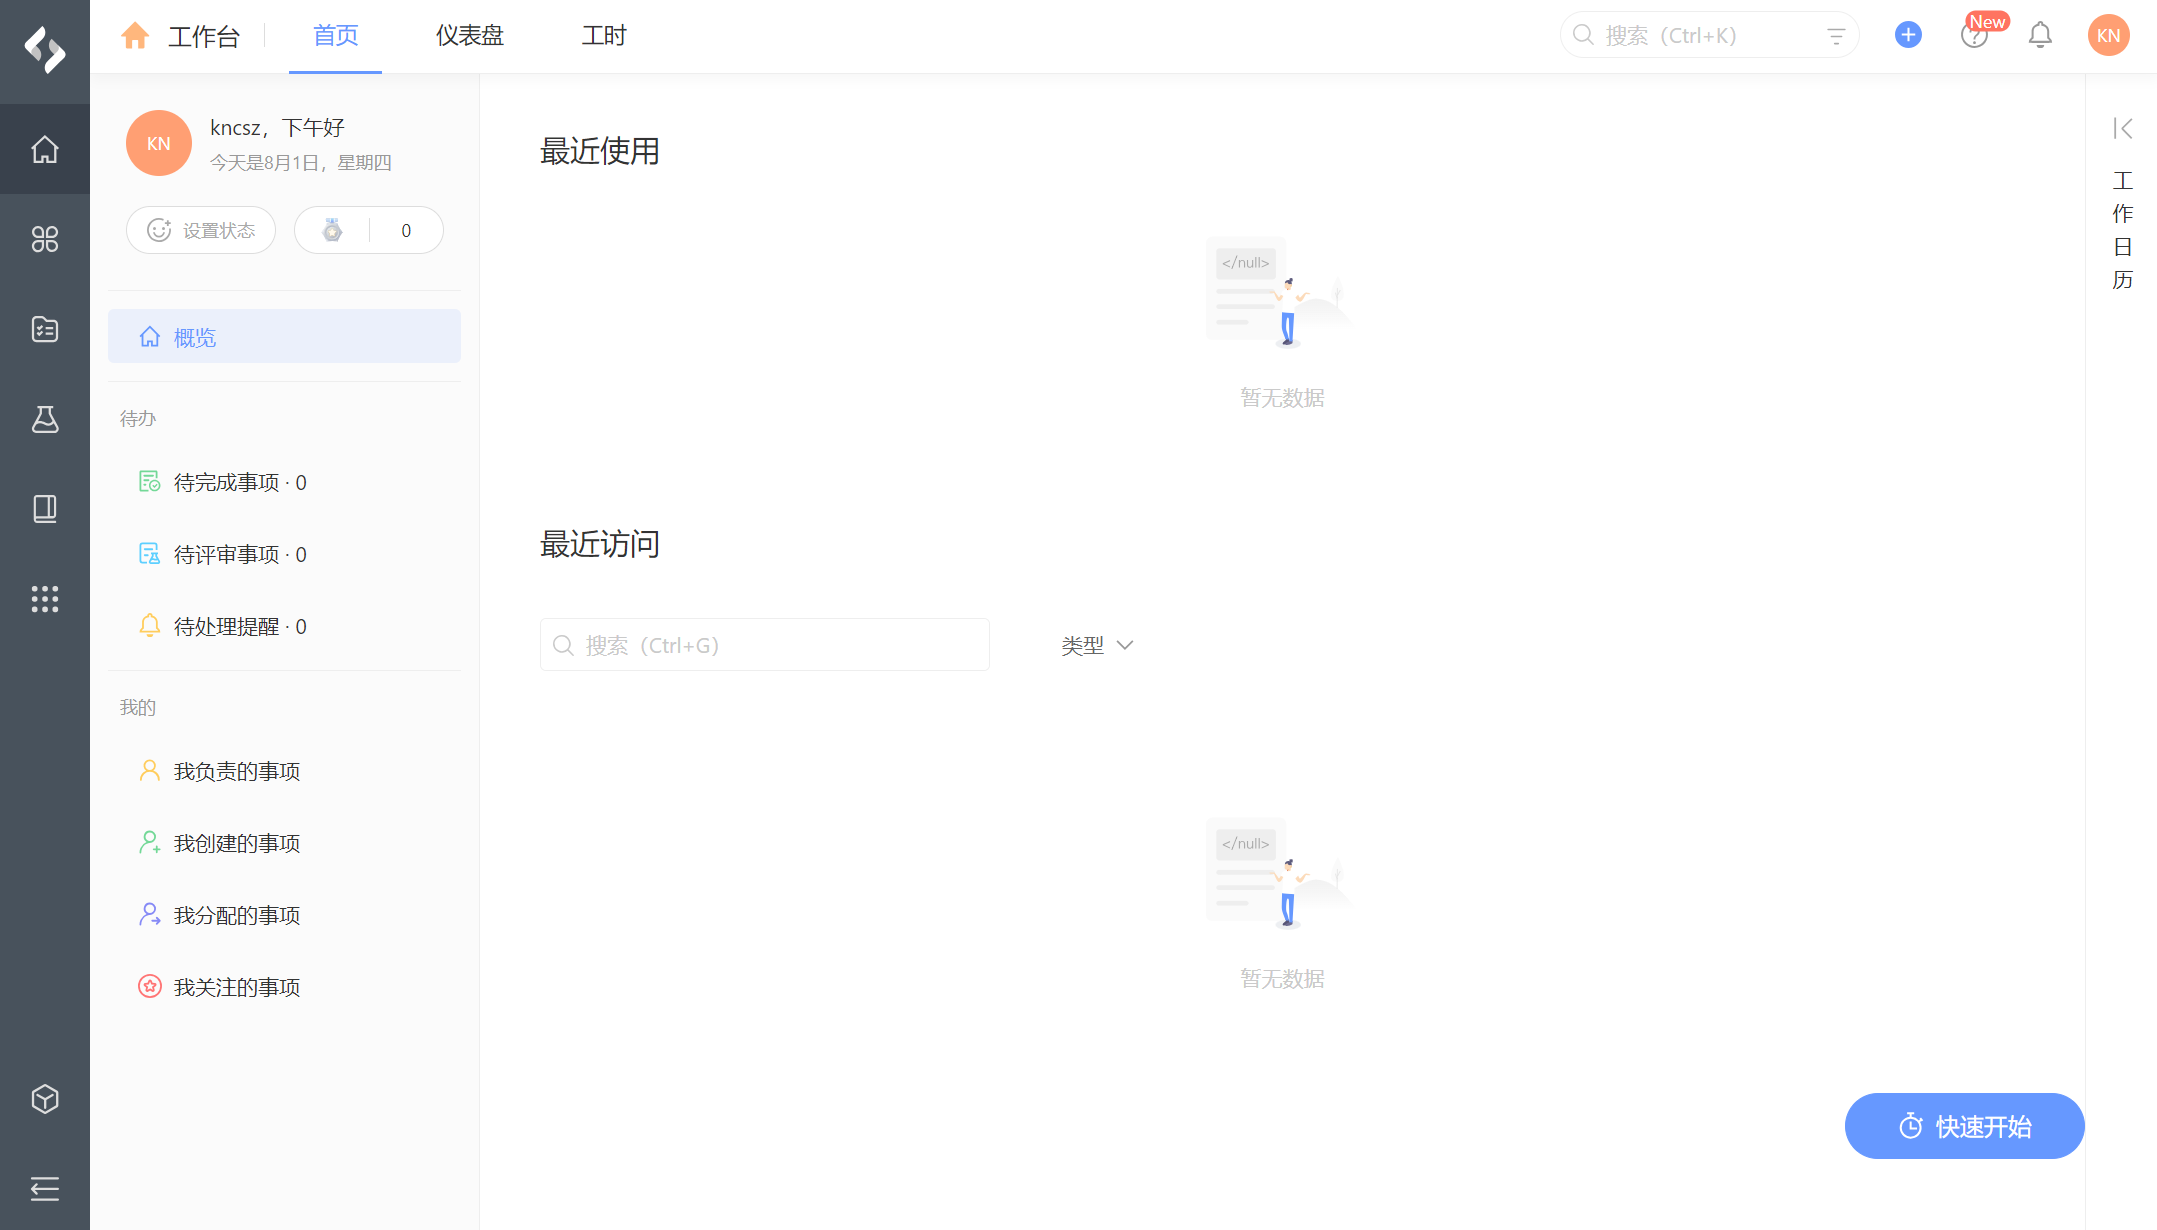 工作台
首页
仪表盘
工时
搜索（Ctrl+K）
New
KN
KN
kncsz，下午好
今天是8月1日，星期四
设置状态
0
概览
待办
待完成事项 · 0
待评审事项 · 0
待处理提醒 · 0
我的
我负责的事项
我创建的事项
我分配的事项
我关注的事项
最近使用
</null>
暂无数据
最近访问
搜索（Ctrl+G）
类型
</null>
暂无数据
快速开始
工作日历